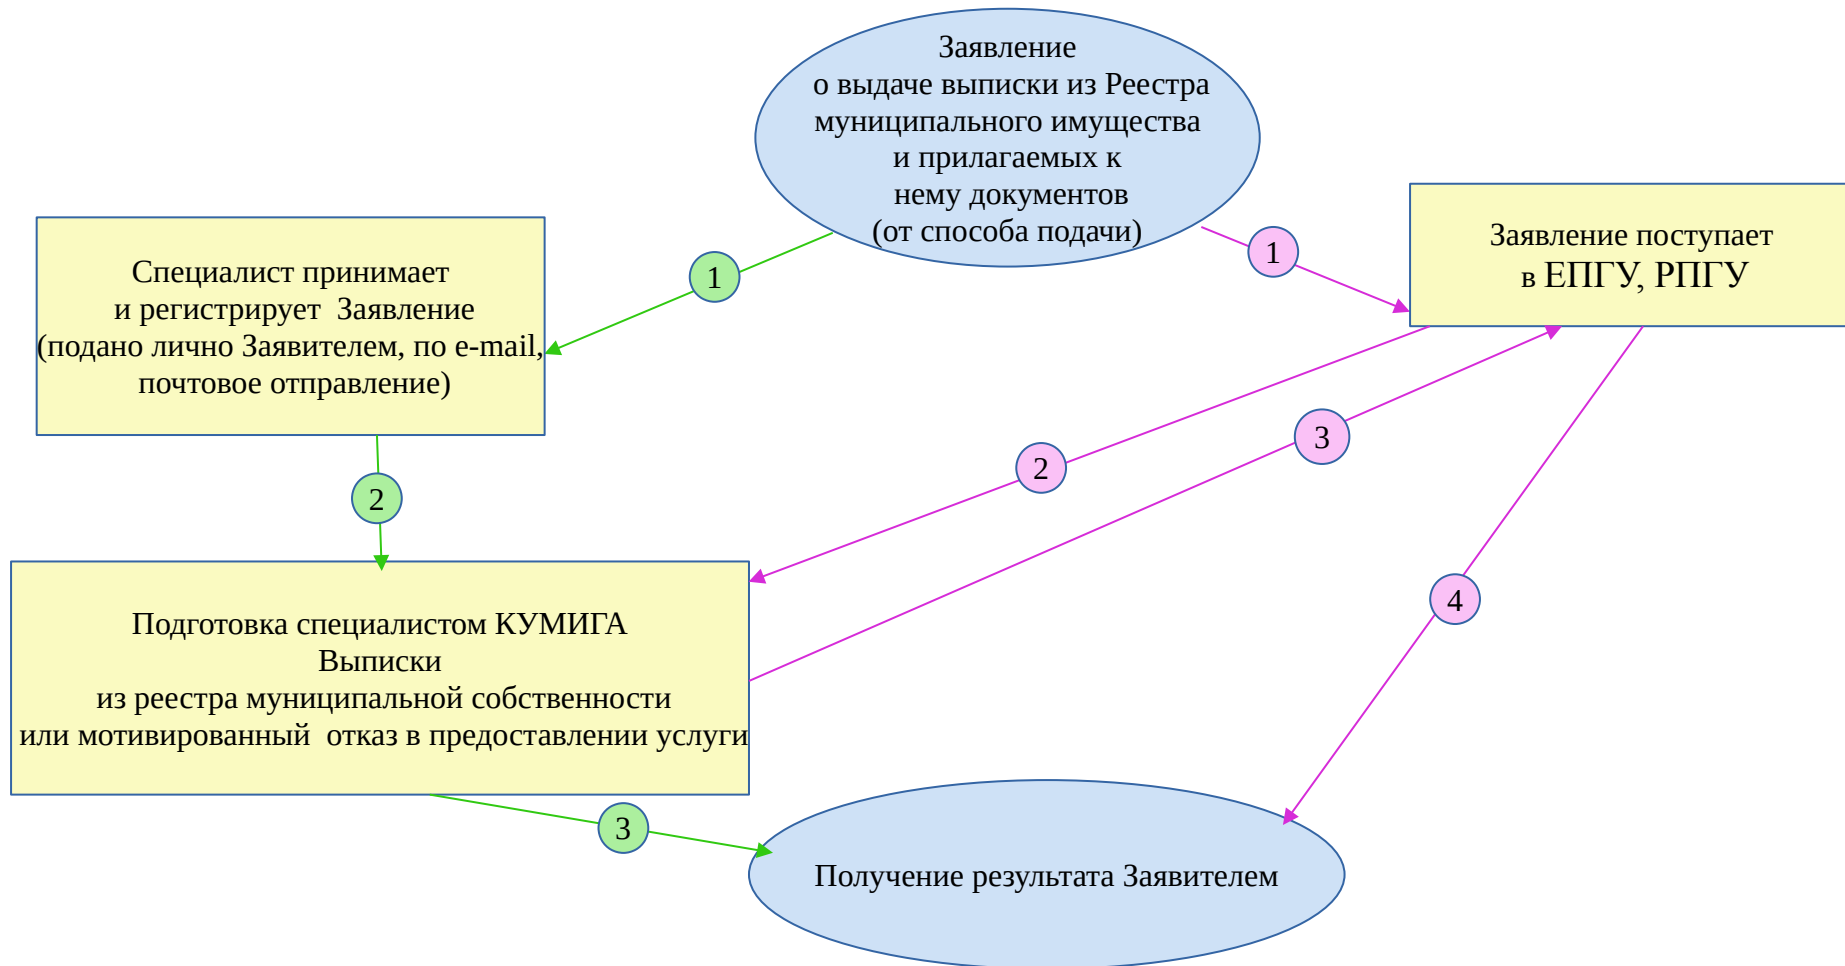 Заявление
о выдаче выписки из Реестра
муниципального имущества
и прилагаемых к
нему документов
(от способа подачи)
1
1
Заявление поступает
в ЕПГУ, РПГУ
Специалист принимает
и регистрирует Заявление
(подано лично Заявителем, по e-mail,
почтовое отправление)
2
3
2
4
Подготовка специалистом КУМИГА
Выписки
из реестра муниципальной собственности
или мотивированный отказ в предоставлении услуги
3
Получение результата Заявителем